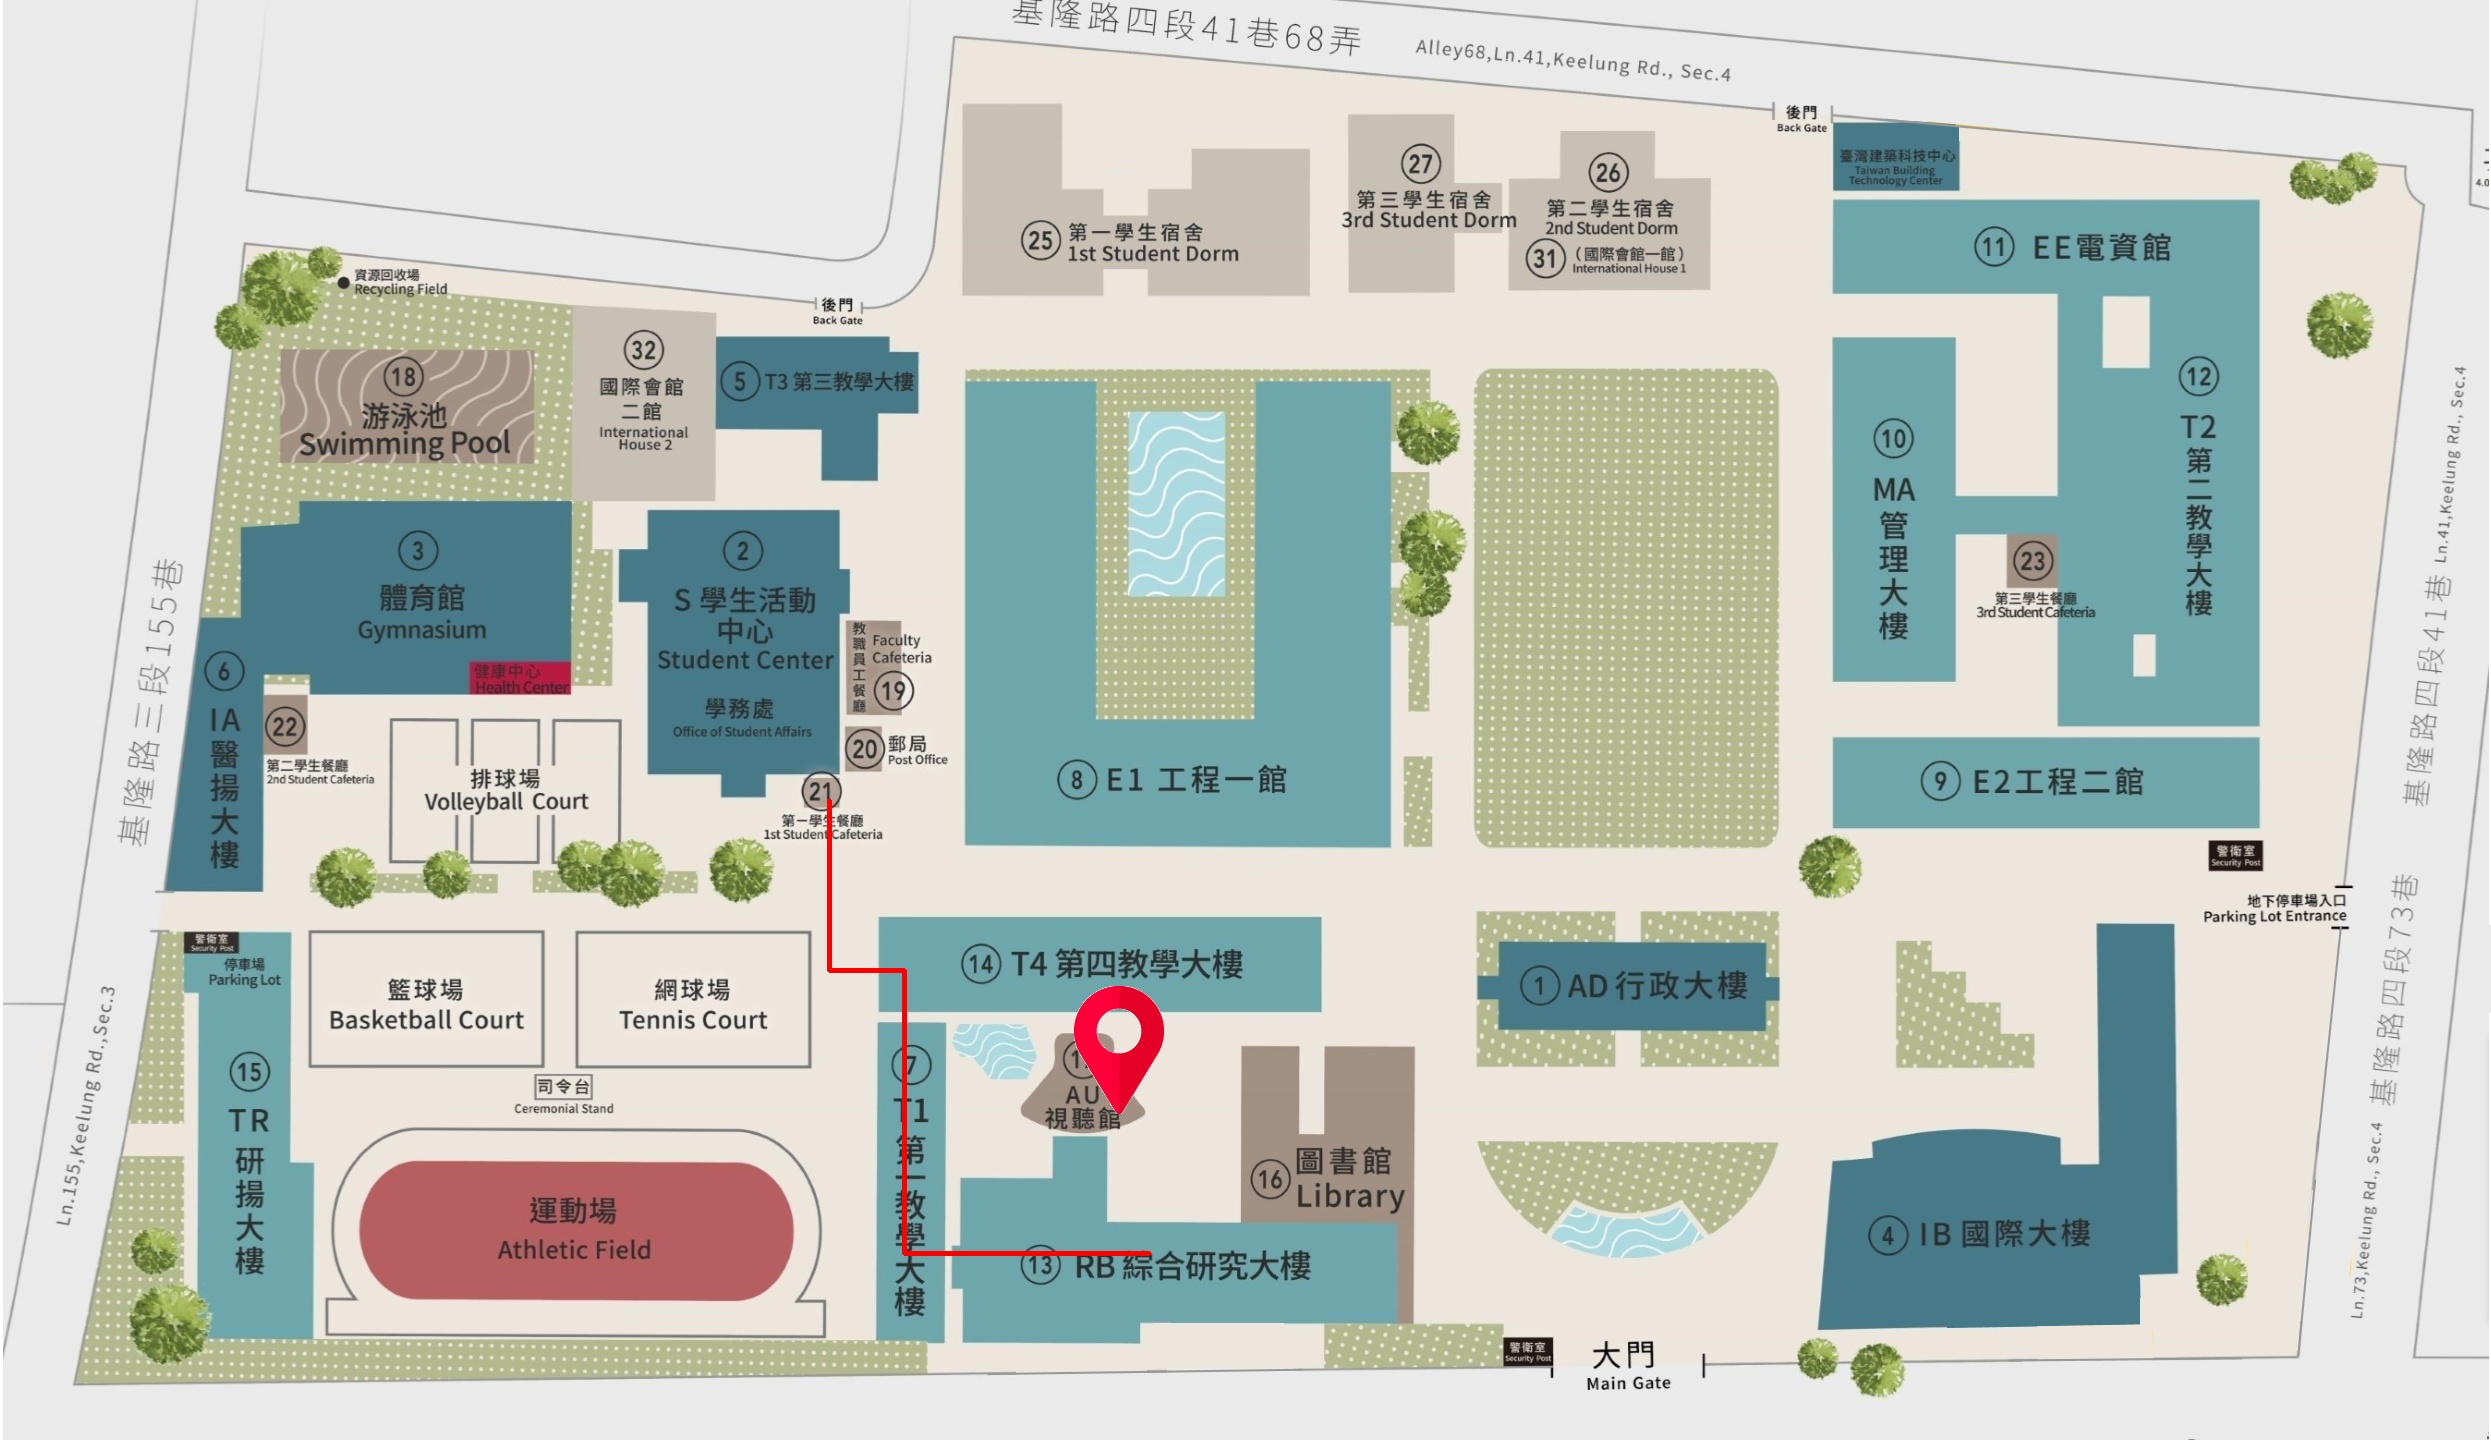 基隆路四段41巷68弄
Alley68,Ln.41,Keelung Rd., Sec.4
後門
Back Gate
臺灣建築科技中心
Taiwan Building
Technology Center
27
第三學生宿舍
3rd Student Dorm
26
第二學生宿舍
2nd Student Dorm
31 (國際會館一館)
International House 1
25 第一學生宿舍
1st Student Dorm
11 EE電資館
資源回收場
Recycling Field
後門
Back Gate
18
游泳池
Swimming Pool
32
國際會館
二館
International
House 2
5 T3 第三教學大樓
12
T2
第二教學大樓
10
MA
管理大樓
23
第三學生餐廳
3rd Student Cafeteria
3
體育館
Gymnasium
健康中心
Health Center
2
S 學生活動
中心
Student Center
學務處
Office of Student Affairs
教職員工餐廳
Faculty
Cafeteria
19
20 郵局
Post Office
21
第一學生餐廳
1st Student Cafeteria
6
IA
醫揚大樓
22
第二學生餐廳
2nd Student Cafeteria
排球場
Volleyball Court
8 E1 工程一館
9 E2工程二館
警衛室
Security Post
地下停車場入口
Parking Lot Entrance
基隆路三段155巷
Ln.155,Keelung Rd.,Sec.3
基隆路四段41巷 Ln.41,Keelung Rd., Sec.4
基隆路四段73巷
Ln.73,Keelung Rd., Sec.4
警衛室
Security Post
停車場
Parking Lot
籃球場
Basketball Court
網球場
Tennis Court
14 T4 第四教學大樓
1 AD 行政大樓
15
TR
研揚大樓
司令台
Ceremonial Stand
運動場
Athletic Field
7
T1
第一教學大樓
AU
視聽館
16 圖書館
Library
13 RB 綜合研究大樓
4 IB 國際大樓
警衛室
Security Post
大門
Main Gate